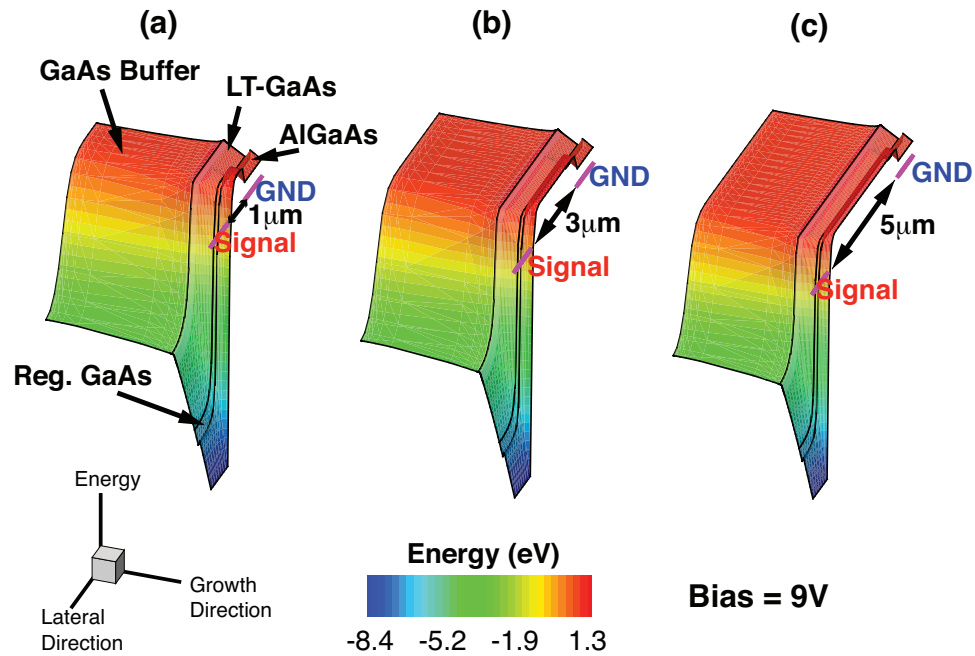 (a)
(b)
(c)
GaAs Buffer
LT-GaAs
AlGaAs
GND
1μm
Signal
GND
3μm
Signal
GND
5μm
Signal
Reg. GaAs
Energy
Growth
Direction
Lateral
Direction
Energy (eV)
-8.4 -5.2 -1.9 1.3
Bias = 9V